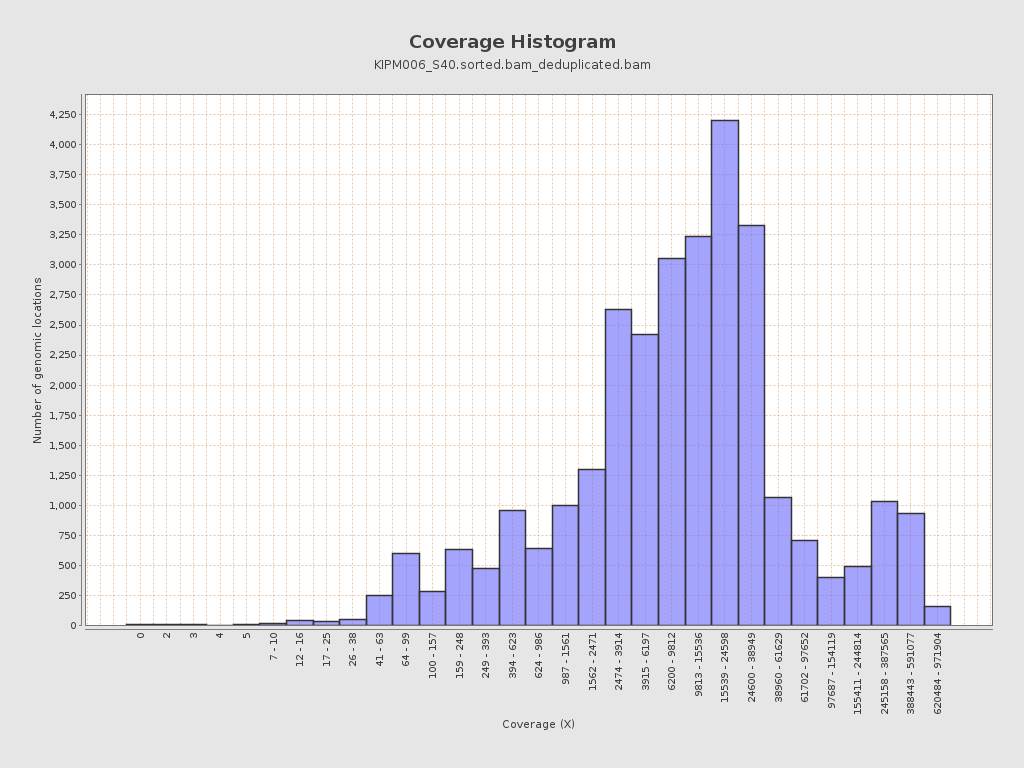 Coverage Histogram
KIPM006_S40.sorted.bam_deduplicated.bam
Number of genomic locations
4,250
4,000
3,750
3,500
3,250
3,000
2,750
2,500
2,250
2,000
1,750
1,500
1,250
1,000
750
500
250
0
0
2
3
4
5
7 - 10
12 - 16
17 - 25
26 - 38
41 - 63
64 - 99
100 - 157
159 - 248
249 - 393
394 - 623
624 - 986
987 - 1561
1562 - 2471
2474 - 3914
3915 - 6197
6200 - 9812
9813 - 15536
15539 - 24598
24600 - 38949
38960 - 61629
61702 - 97652
97687 - 154119
155411 - 244814
245158 - 387565
388443 - 591077
620484 - 971904
Coverage (X)